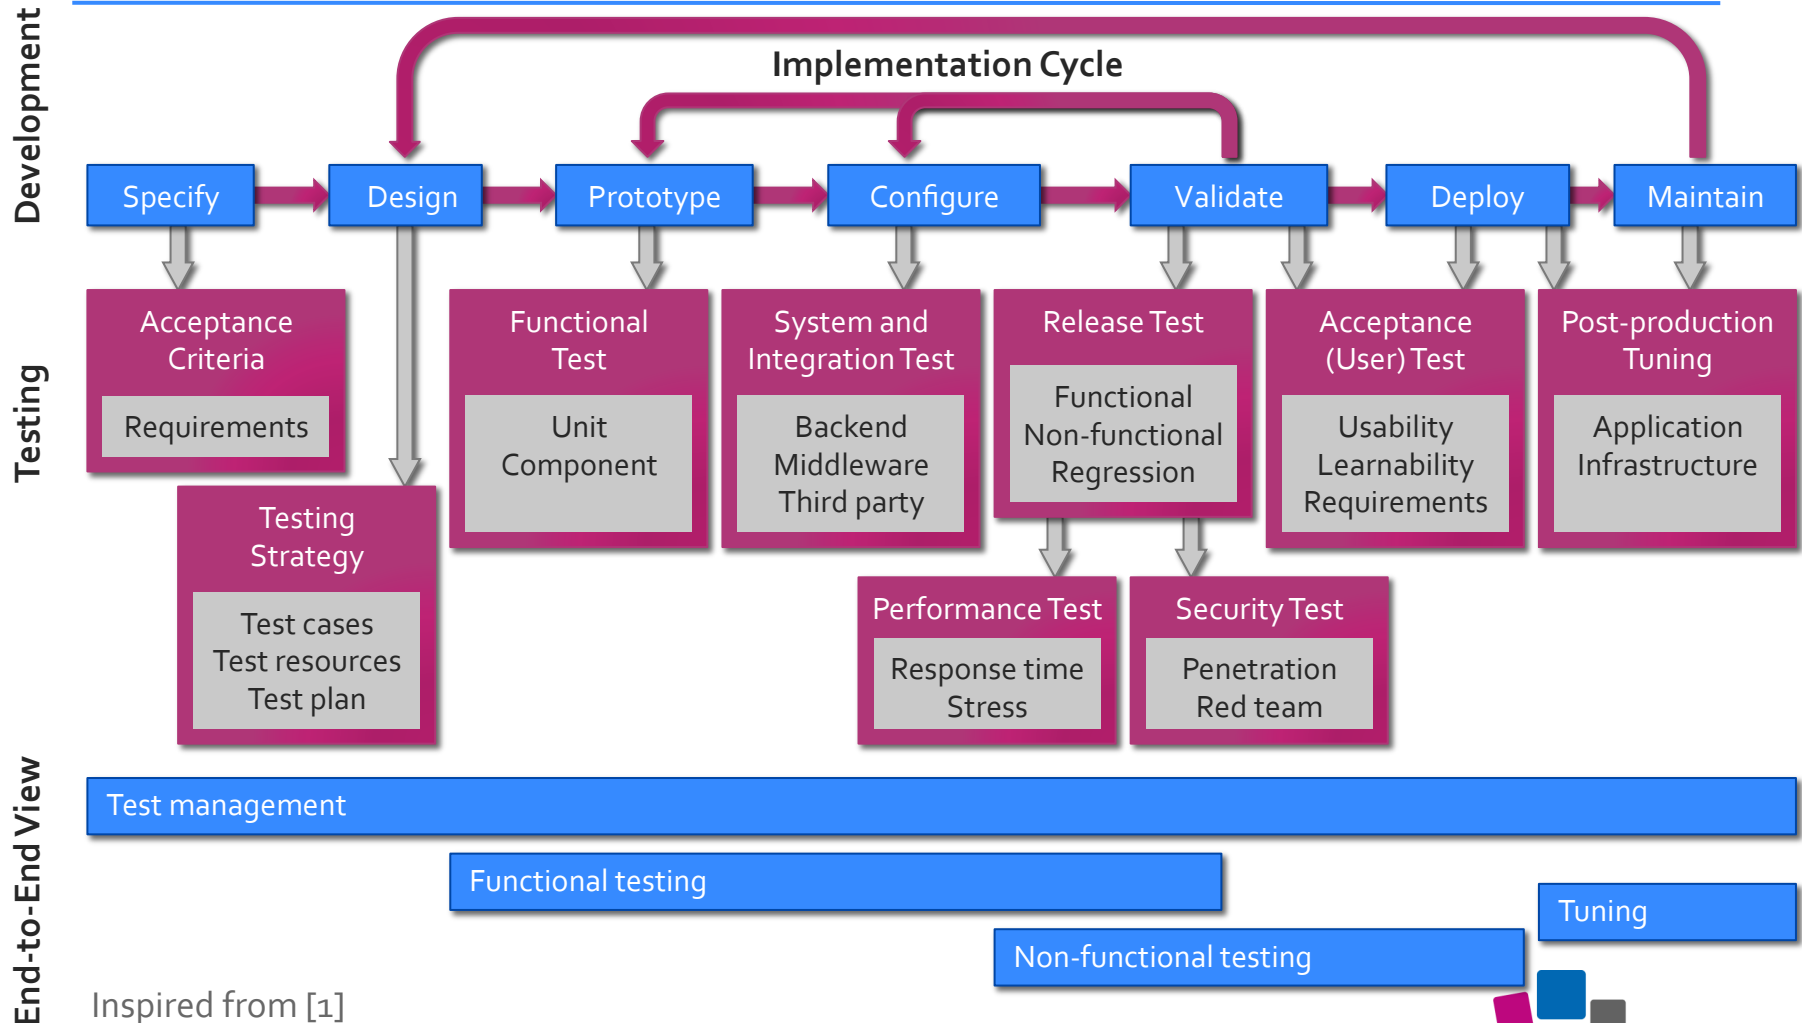 Development
Implementation Cycle
Specify
Design
Prototype
Configure
Validate
Deploy
Maintain
Testing
Acceptance
Criteria
Requirements
Testing
Strategy
Test cases
Test resources
Test plan
Functional
Test
Unit
Component
System and
Integration Test
Backend
Middleware
Third party
Release Test
Functional
Non-functional
Regression
Performance Test
Response time
Stress
Security Test
Penetration
Red team
Acceptance
(User) Test
Usability
Learnability
Requirements
Post-production
Tuning
Application
Infrastructure
End-to-End View
Test management
Functional testing
Tuning
Non-functional testing
Inspired from [1]